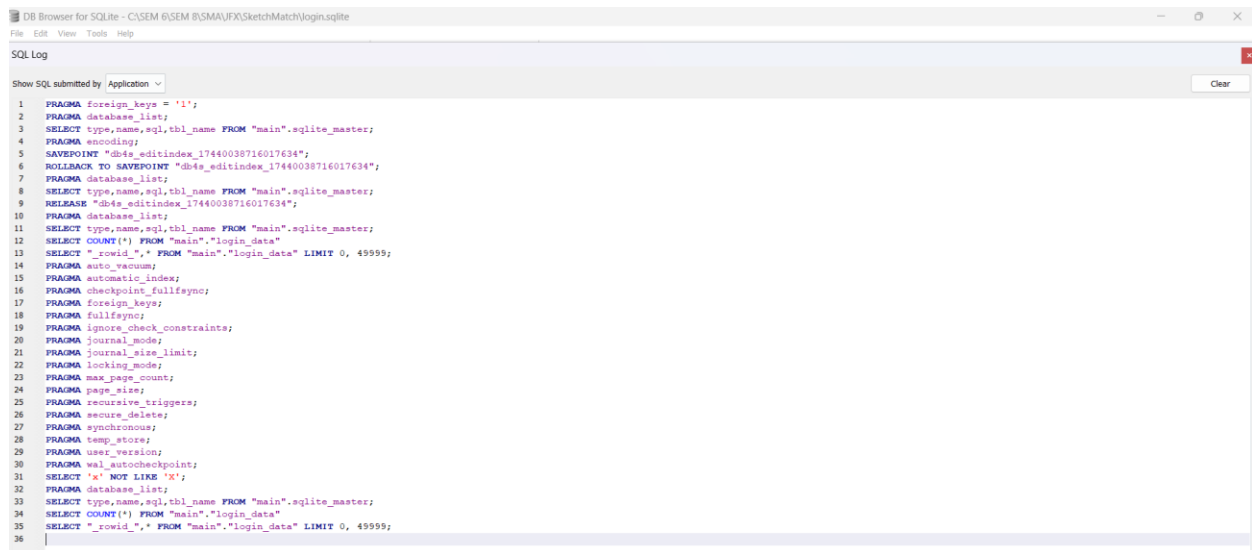 DB Browser for SQLite - C:\SEM 6\SEM 8\SMA\JFX\SketchMatch\login.sqlite
File Edit View Tools Help
SQL Log
Show SQL submitted by Application
Clear
1 PRAGMA foreign_keys = '1';
2 PRAGMA database_list;
3 SELECT type,name,sql,tbl_name FROM "main".sqlite_master;
4 PRAGMA encoding;
5 SAVEPOINT "db4s_editindex_17440038716017634";
6 ROLLBACK TO SAVEPOINT "db4s_editindex_17440038716017634";
7 PRAGMA database_list;
8 SELECT type,name,sql,tbl_name FROM "main".sqlite_master;
9 RELEASE "db4s_editindex_17440038716017634";
10 PRAGMA database_list;
11 SELECT type,name,sql,tbl_name FROM "main".sqlite_master;
12 SELECT COUNT(*) FROM "main"."login_data"
13 SELECT "_rowid_",* FROM "main"."login_data" LIMIT 0, 49999;
14 PRAGMA auto_vacuum;
15 PRAGMA automatic_index;
16 PRAGMA checkpoint_fullfsync;
17 PRAGMA foreign_keys;
18 PRAGMA fullfsync;
19 PRAGMA ignore_check_constraints;
20 PRAGMA journal_mode;
21 PRAGMA journal_size_limit;
22 PRAGMA locking_mode;
23 PRAGMA max_page_count;
24 PRAGMA page_size;
25 PRAGMA recursive_triggers;
26 PRAGMA secure_delete;
27 PRAGMA synchronous;
28 PRAGMA temp_store;
29 PRAGMA user_version;
30 PRAGMA wal_autocheckpoint;
31 SELECT 'x' NOT LIKE 'X';
32 PRAGMA database_list;
33 SELECT type,name,sql,tbl_name FROM "main".sqlite_master;
34 SELECT COUNT(*) FROM "main"."login_data"
35 SELECT "_rowid_",* FROM "main"."login_data" LIMIT 0, 49999;
36